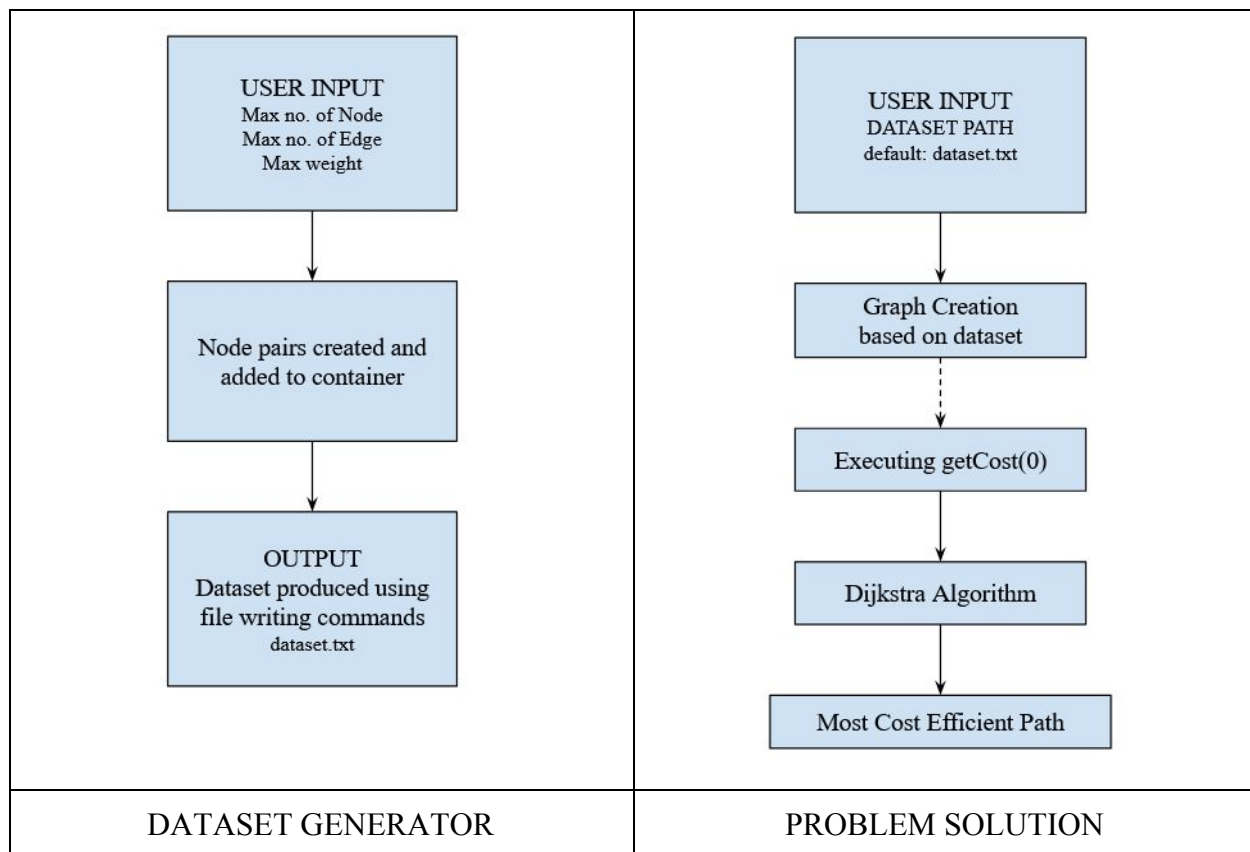 USER INPUT
Max no. of Node
Max no. of Edge
Max weight
Node pairs created and
added to container
OUTPUT
Dataset produced using
file writing commands
dataset.txt
DATASET GENERATOR
USER INPUT
DATASET PATH
default: dataset.txt
Graph Creation
based on dataset
Executing getCost(0)
Dijkstra Algorithm
Most Cost Efficient Path
PROBLEM SOLUTION